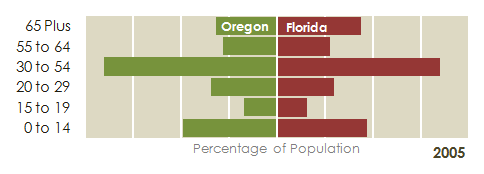 65 Plus
Oregon Florida
55 to 64
30 to 54
20 to 29
15 to 19
0 to 14
Percentage of Population
2005